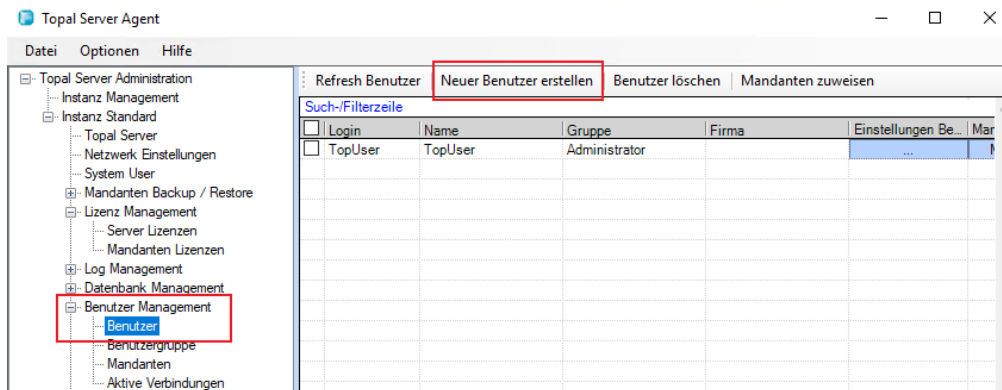 Topal Server Agent
Datei Optionen Hilfe
Topal Server Administration
Instanz Management
Instanz Standard
Topal Server
Netzwerk Einstellungen
System User
Mandanten Backup / Restore
Lizenz Management
Server Lizenzen
Mandanten Lizenzen
Log Management
Datenbank Management
Benutzer Management
Benutzer
Benutzergruppe
Mandanten
Aktive Verbindungen
Refresh Benutzer Neuer Benutzer erstellen Benutzer löschen Mandanten zuweisen
Such-/Filterzeile
Login Name Gruppe Firma Einstellungen Be... Mar
TopUser TopUser Administrator ...